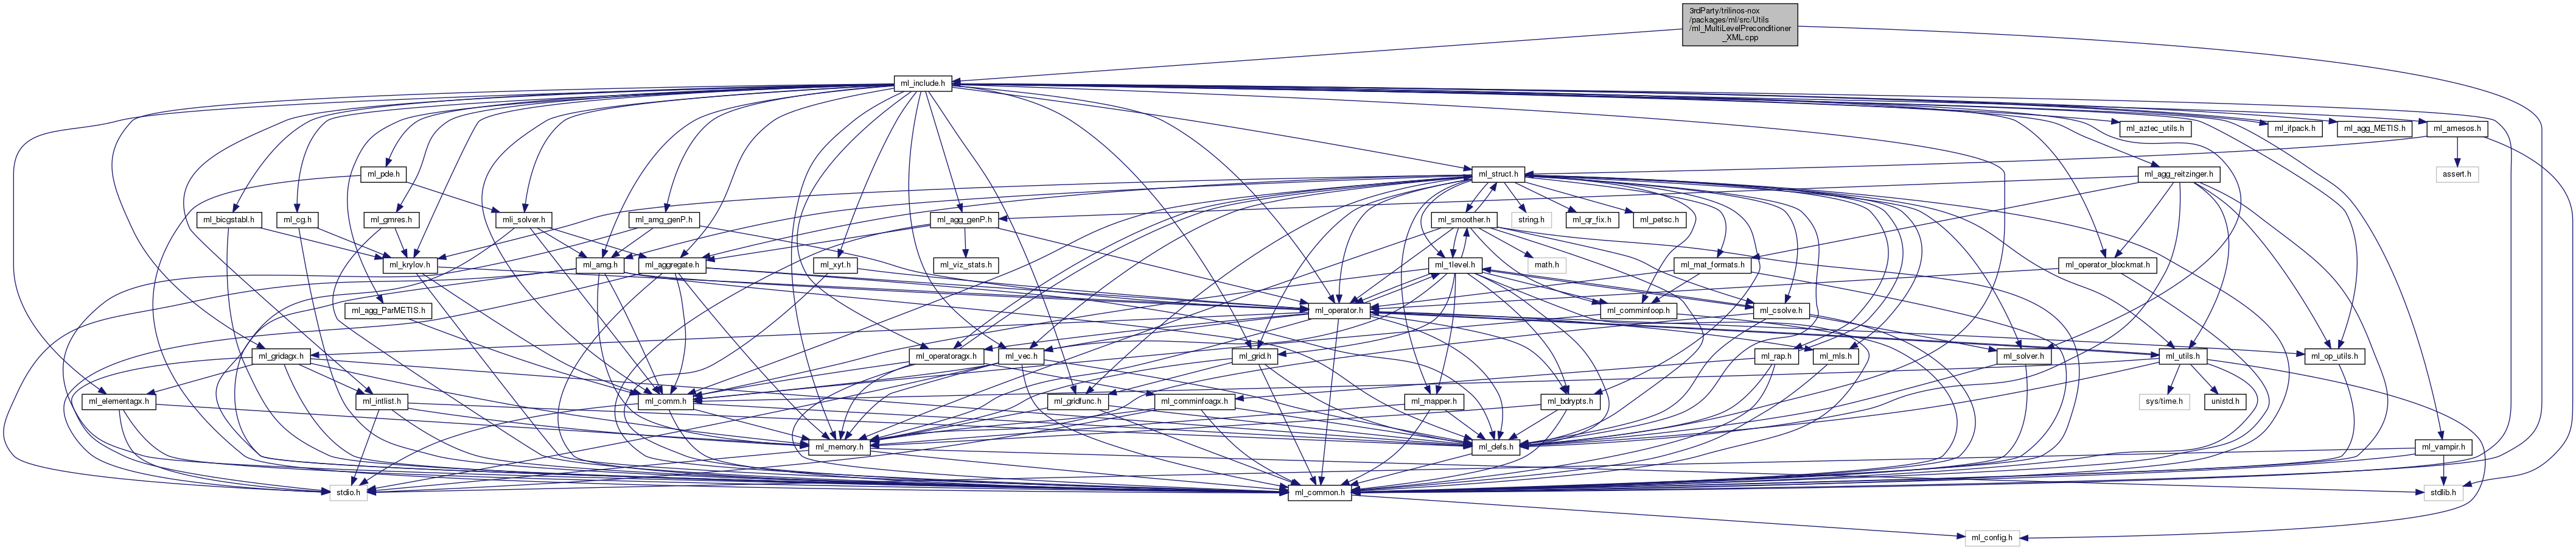 3rdParty/trilinos-nox
/packages/ml/src/Utils
/ml_MultiLevelPreconditioner
_XML.cpp
ml_include.h
ml_aztec_utils.h
ml_ifpack.h
ml_agg_METIS.h
ml_amesos.h
ml_pde.h
ml_struct.h
ml_agg_reitzinger.h
assert.h
ml_bicgstabl.h
ml_cg.h
ml_gmres.h
mli_solver.h
ml_amg_genP.h
ml_agg_genP.h
ml_smoother.h
string.h
ml_qr_fix.h
ml_petsc.h
ml_krylov.h
ml_amg.h
ml_aggregate.h
ml_xyt.h
ml_viz_stats.h
ml_1level.h
math.h
ml_mat_formats.h
ml_operator_blockmat.h
ml_agg_ParMETIS.h
ml_operator.h
ml_comminfoop.h
ml_csolve.h
ml_gridagx.h
ml_operatoragx.h
ml_vec.h
ml_grid.h
ml_rap.h
ml_mls.h
ml_solver.h
ml_utils.h
ml_op_utils.h
ml_elementagx.h
ml_intlist.h
ml_comm.h
ml_gridfunc.h
ml_comminfoagx.h
ml_mapper.h
ml_bdrypts.h
sys/time.h
unistd.h
ml_memory.h
ml_defs.h
ml_vampir.h
stdio.h
ml_common.h
stdlib.h
ml_config.h